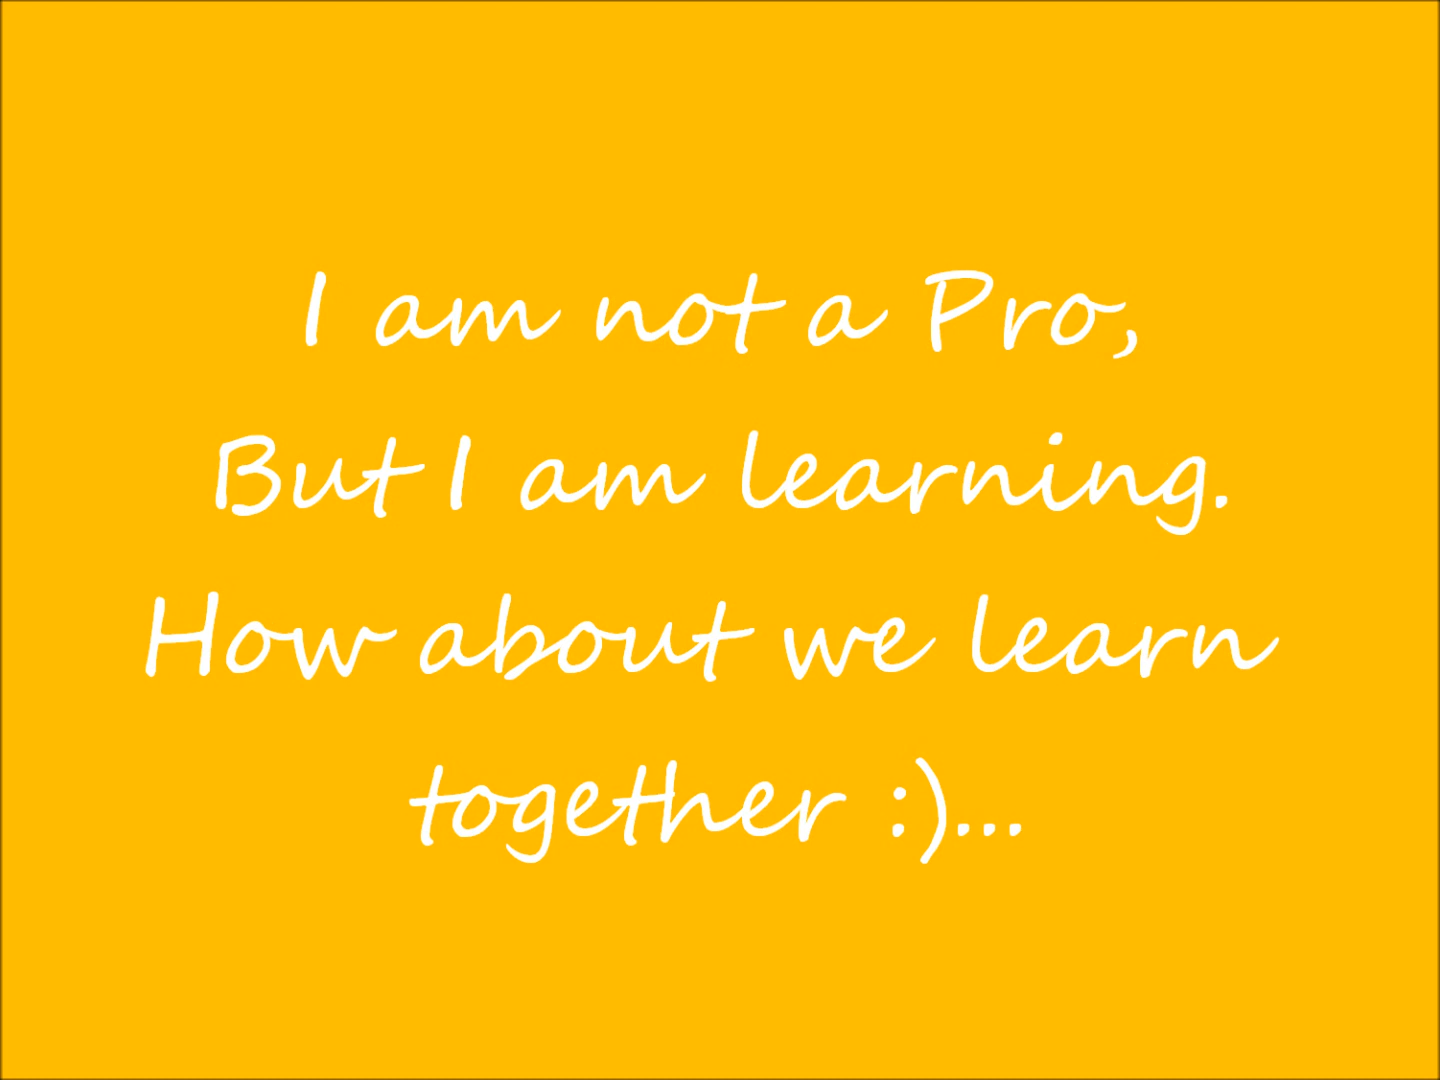 I am not a Pro,
But I am learning.
How about we learn
together :)...